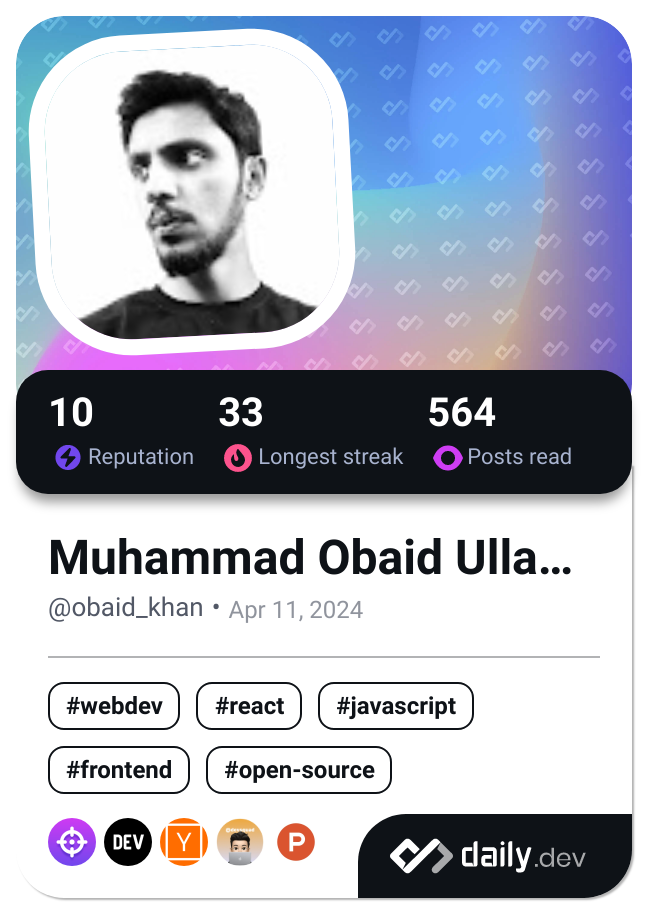 10 33 564
Reputation Longest streak Posts read
Muhammad Obaid Ulla...
@obaid_khan • Apr 11, 2024
#webdev #react #javascript
#frontend #open-source
DEV Y P
daily.dev